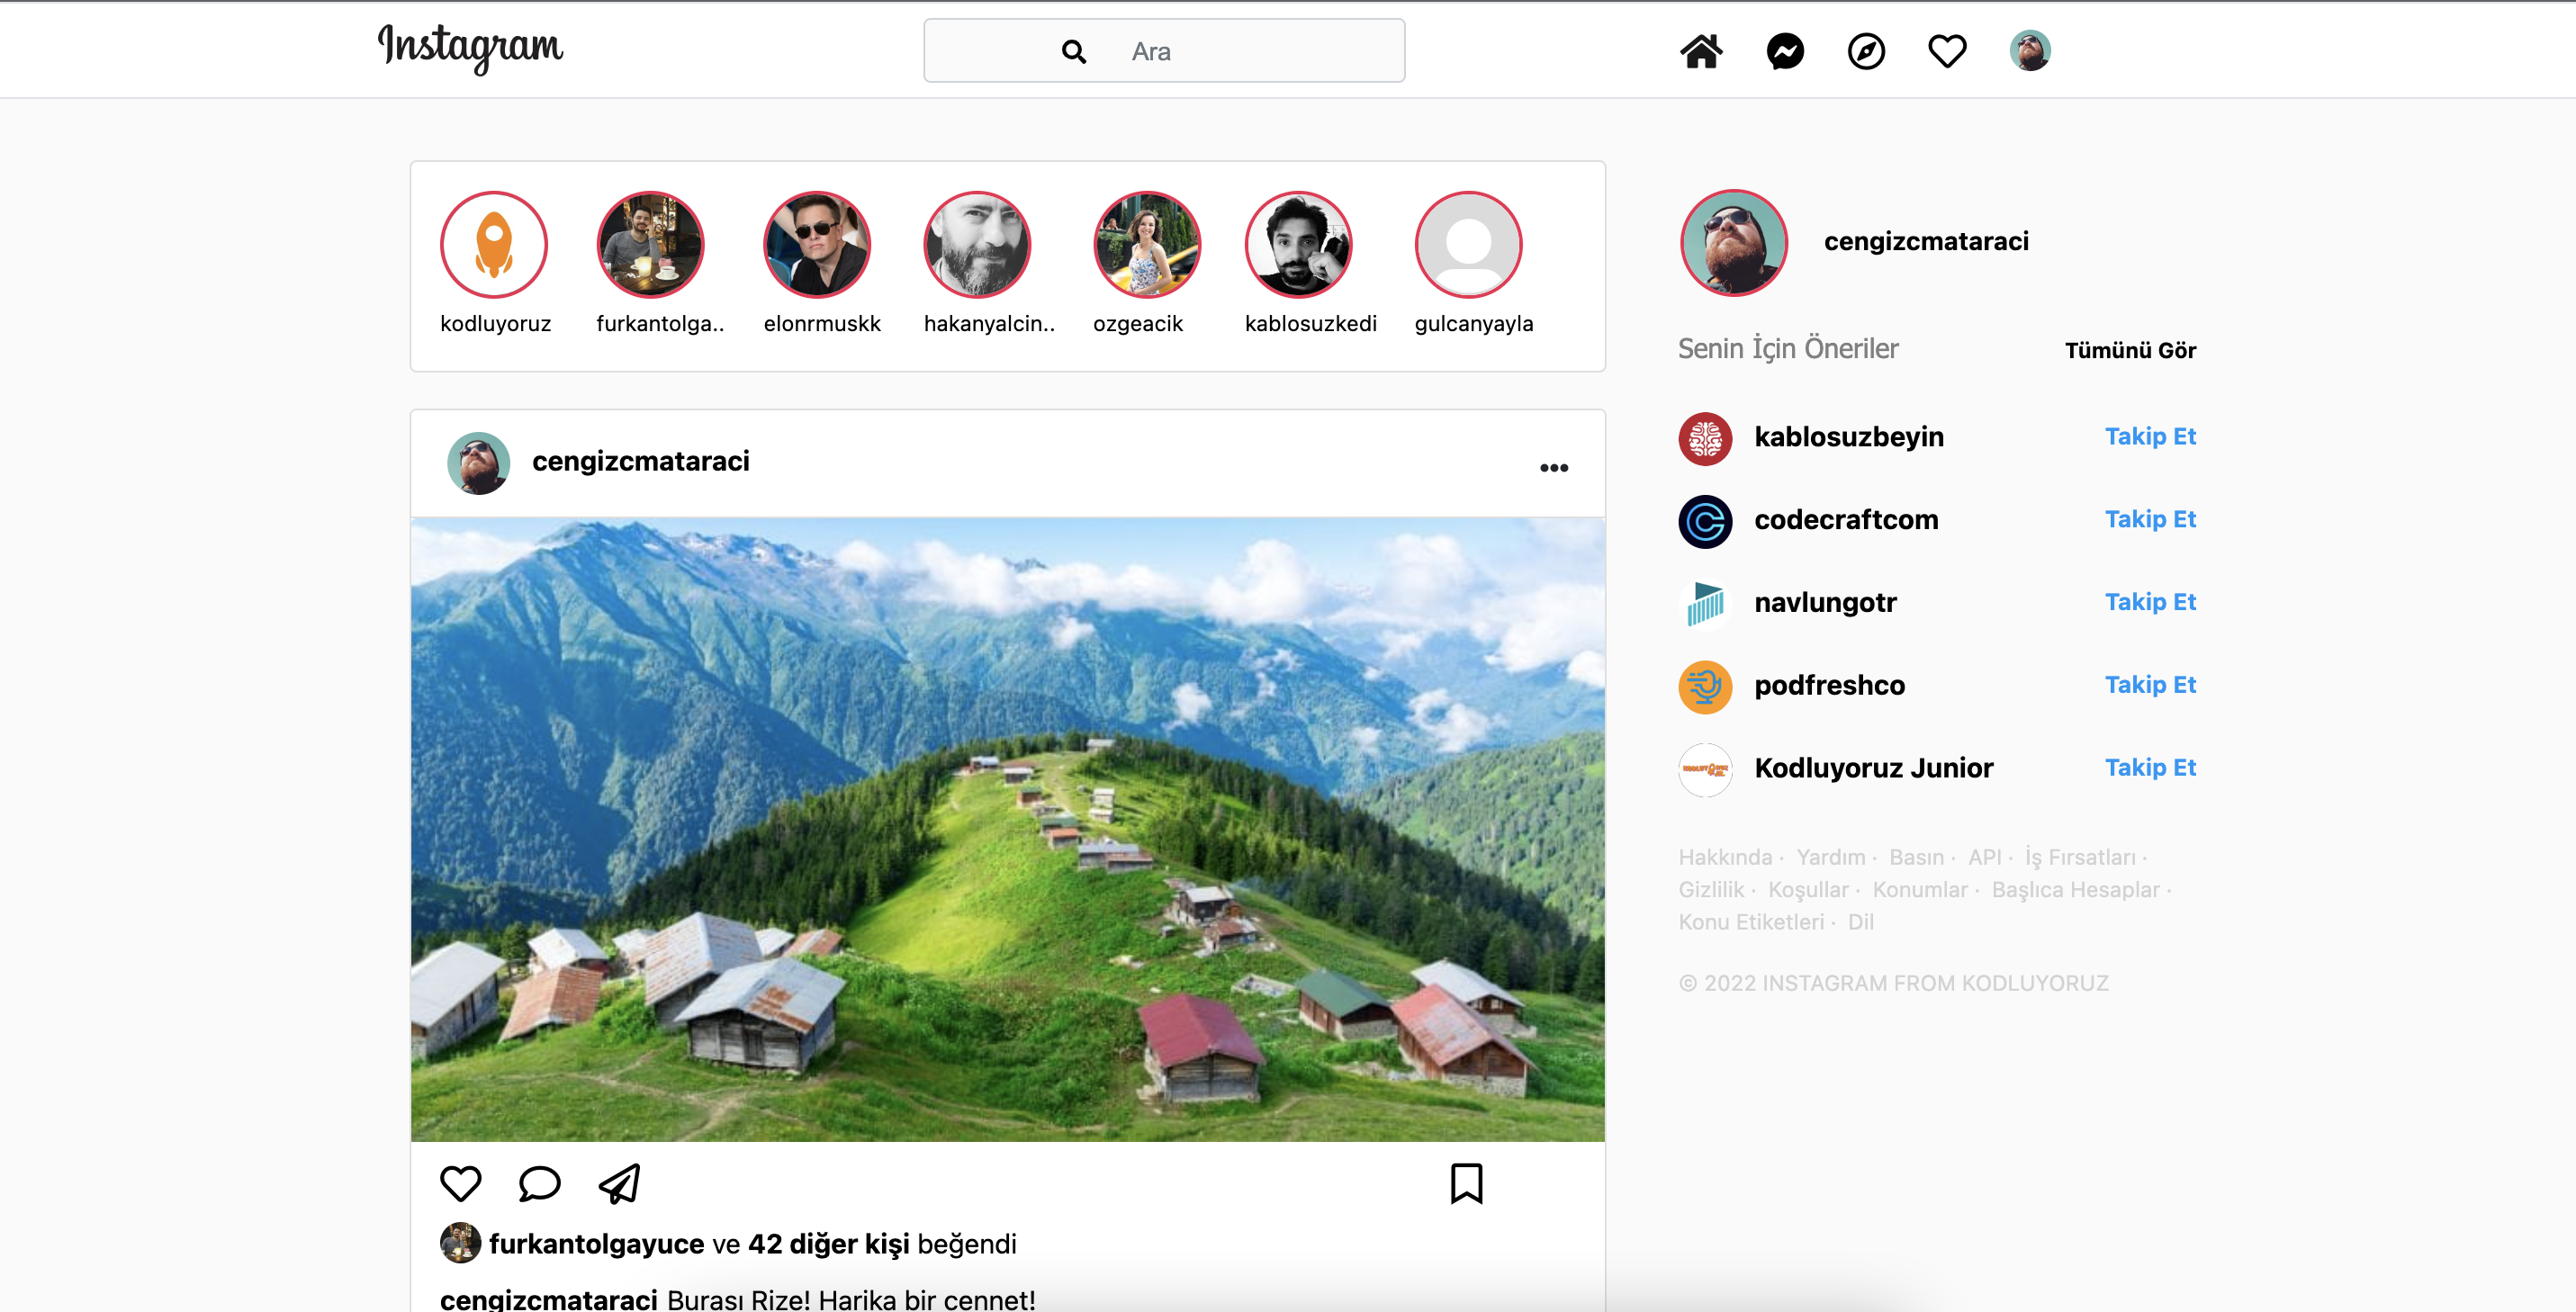 Instagram
Ara
kodluyoruz
furkantolga..
elonrmuskk
hakanyalcin..
ozgeacik
kablosuzkedi
gulcanyayla
cengizcmataraci
Senin İçin Öneriler
Tümünü Gör
kablosuzbeyin
Takip Et
codecraftcom
Takip Et
navlungotr
Takip Et
podfreshco
Takip Et
Kodluyoruz Junior
Takip Et
Hakkında · Yardım · Basın · API · İş Fırsatları ·
Gizlilik · Koşullar · Konumlar · Başlıca Hesaplar ·
Konu Etiketleri · Dil
© 2022 INSTAGRAM FROM KODLUYORUZ
cengizcmataraci
furkantolgayuce ve 42 diğer kişi beğendi
cengizcmataraci Burası Rize! Harika bir cennet!